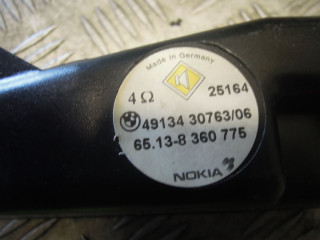 Made in Germany
4 Ω 25164
49134 30763/06
65.13-8 360 775
NOKIA